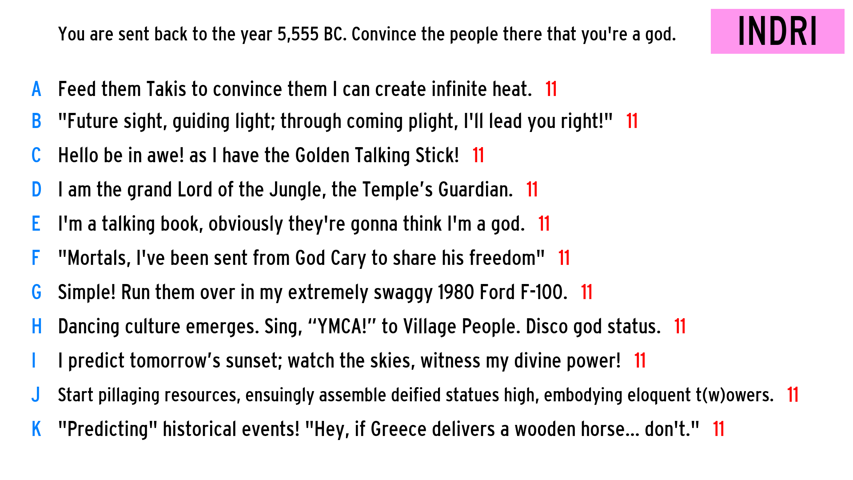 You are sent back to the year 5,555 BC. Convince the people there that you're a god.
INDRI
A Feed them Takis to convince them I can create infinite heat. 11
B "Future sight, guiding light; through coming plight, I'll lead you right!" 11
C Hello be in awe! as I have the Golden Talking Stick! 11
D I am the grand Lord of the Jungle, the Temple’s Guardian. 11
E I'm a talking book, obviously they're gonna think I'm a god. 11
F "Mortals, I've been sent from God Cary to share his freedom" 11
G Simple! Run them over in my extremely swaggy 1980 Ford F-100. 11
H Dancing culture emerges. Sing, “YMCA!” to Village People. Disco god status. 11
I I predict tomorrow’s sunset; watch the skies, witness my divine power! 11
J Start pillaging resources, ensuingly assemble deified statues high, embodying eloquent t(w)owers. 11
K "Predicting" historical events! "Hey, if Greece delivers a wooden horse... don't." 11